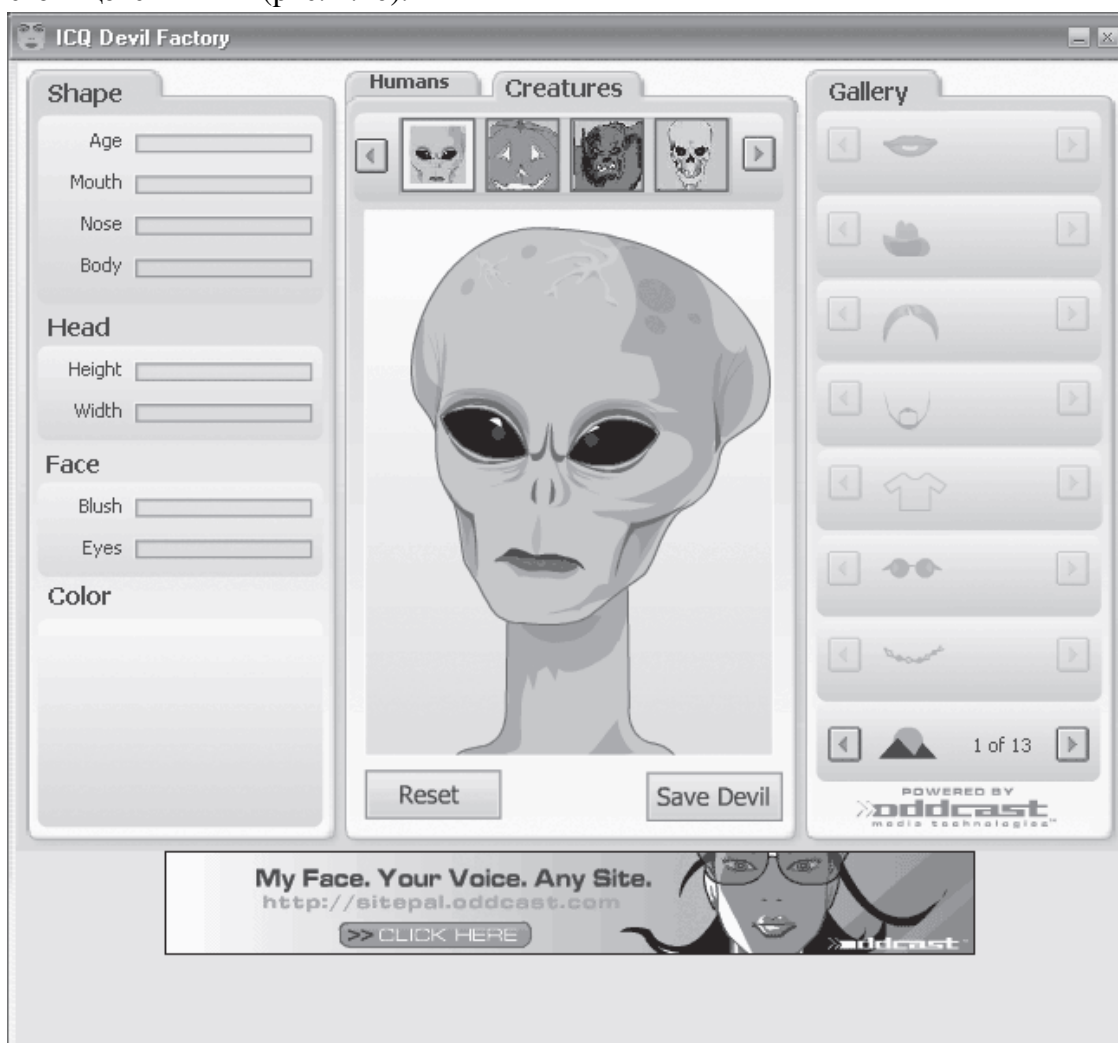 ICQ Devil Factory
Shape
Age
Mouth
Nose
Body
Head
Height
Width
Face
Blush
Eyes
Color
Humans
Creatures
Reset
Save Devil
Gallery
1 of 13
POWERED BY
oddcast
media technologies™
My Face. Your Voice. Any Site.
http://sitepal.oddcast.com
>> CLICK HERE
oddcast